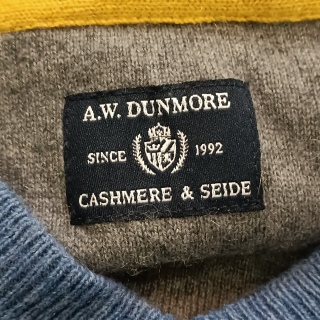 A.W. DUNMORE
SINCE 1992
CASHMERE & SEIDE